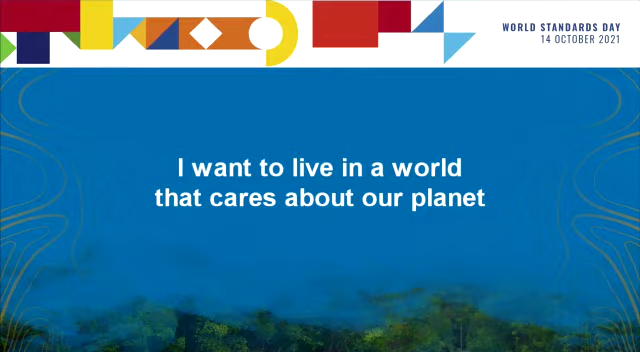 WORLD STANDARDS DAY
14 OCTOBER 2021
I want to live in a world
that cares about our planet